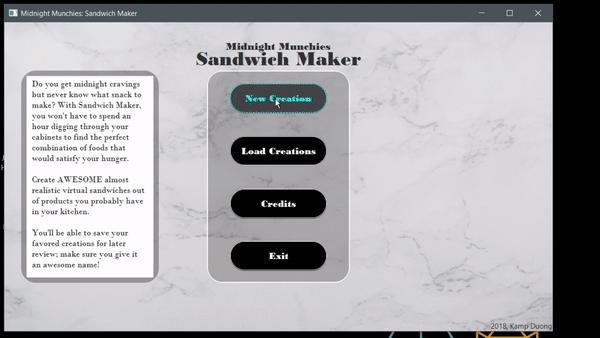 Midnight Munchies: Sandwich Maker
Midnight Munchies
Sandwich Maker
Do you get midnight cravings
but never know what snack to
make? With Sandwich Maker,
you won't have to spend an
hour digging through your
cabinets to find the perfect
combination of foods that
would satisfy your hunger.
Create AWESOME almost
realistic virtual sandwiches out
of products you probably have
in your kitchen.
You'll be able to save your
favored creations for later
review; make sure you give it
an awesome name!
New Creation
Load Creations
Credits
Exit
2018, Kamp Duong